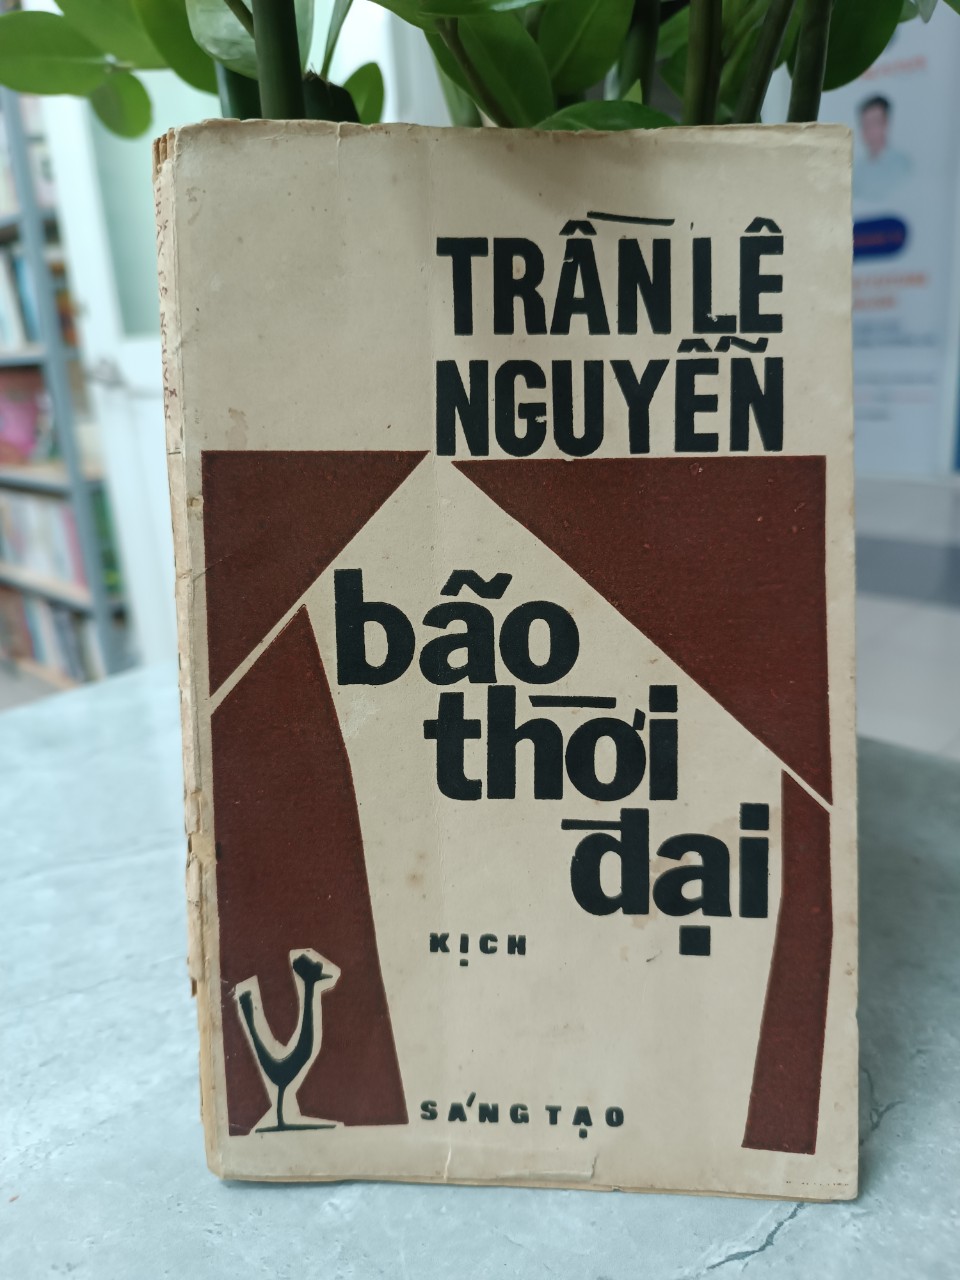 TRẦN LÊ
NGUYỄN
bão
thời
đại
KỊCH
SÁNG TẠO